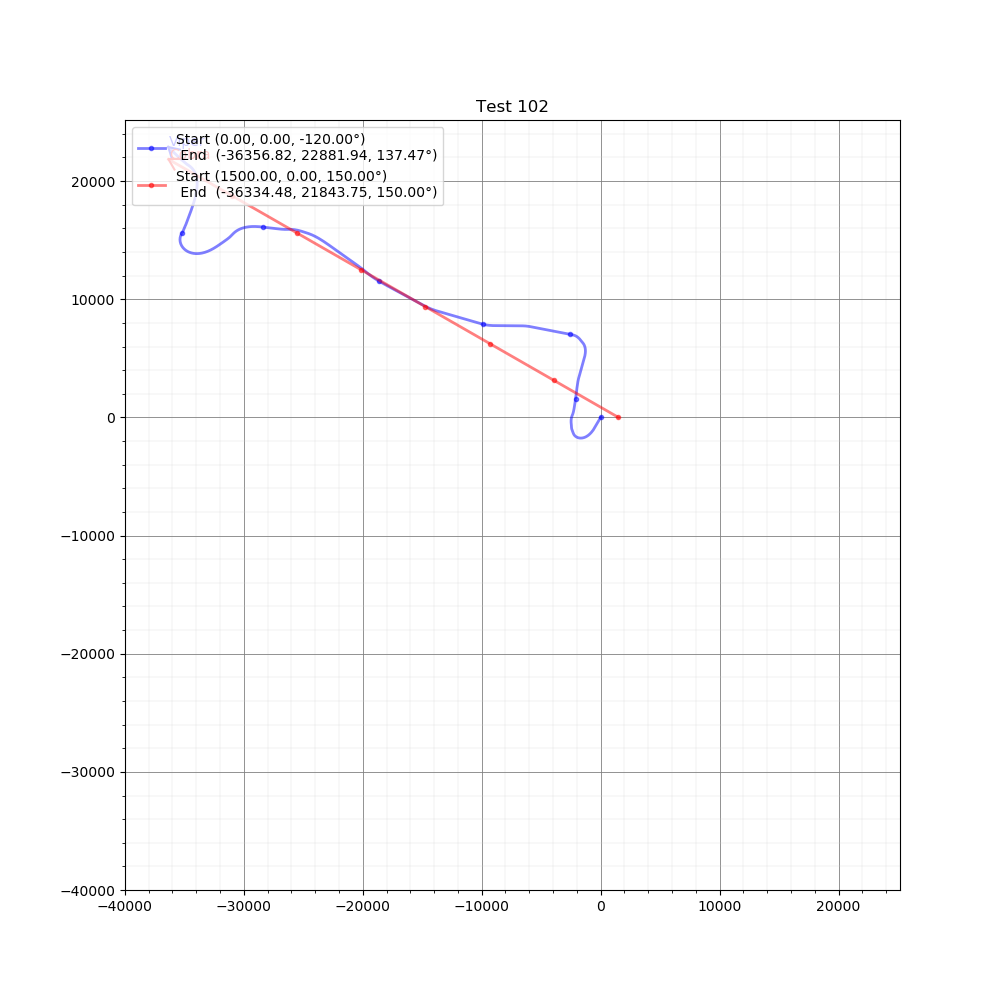 Test 102
Start (0.00, 0.00, -120.00°)
End (-36356.82, 22881.94, 137.47°)
Start (1500.00, 0.00, 150.00°)
End (-36334.48, 21843.75, 150.00°)
20000
10000
0
−10000
−20000
−30000
−40000
−40000 −30000 −20000 −10000 0 10000 20000